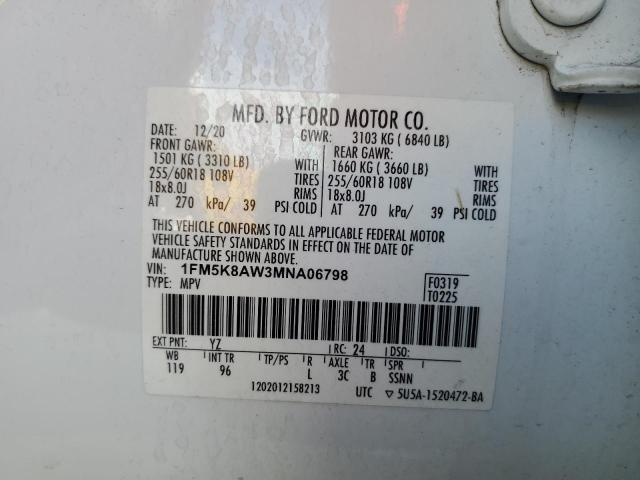 MFD. BY FORD MOTOR CO.
DATE: 12/20 GVWR: 3103 KG ( 6840 LB)
FRONT GAWR: REAR GAWR:
1501 KG ( 3310 LB) WITH 1660 KG ( 3660 LB) WITH
255/60R18 108V TIRES 255/60R18 108V TIRES
18x8.0J RIMS 18x8.0J RIMS
AT 270 kPa/ 39 PSI COLD AT 270 kPa/ 39 PSI COLD
THIS VEHICLE CONFORMS TO ALL APPLICABLE FEDERAL MOTOR
VEHICLE SAFETY STANDARDS IN EFFECT ON THE DATE OF
MANUFACTURE SHOWN ABOVE.
VIN: 1FM5K8AW3MNA06798 F0319
TYPE: MPV T0225
EXT PNT: YZ RC: 24 DSO:
WB INT TR TP/PS R AXLE TR SPR
119 96 L 3C B SSNN
1202012158213 UTC ▽ 5U5A-1520472-BA